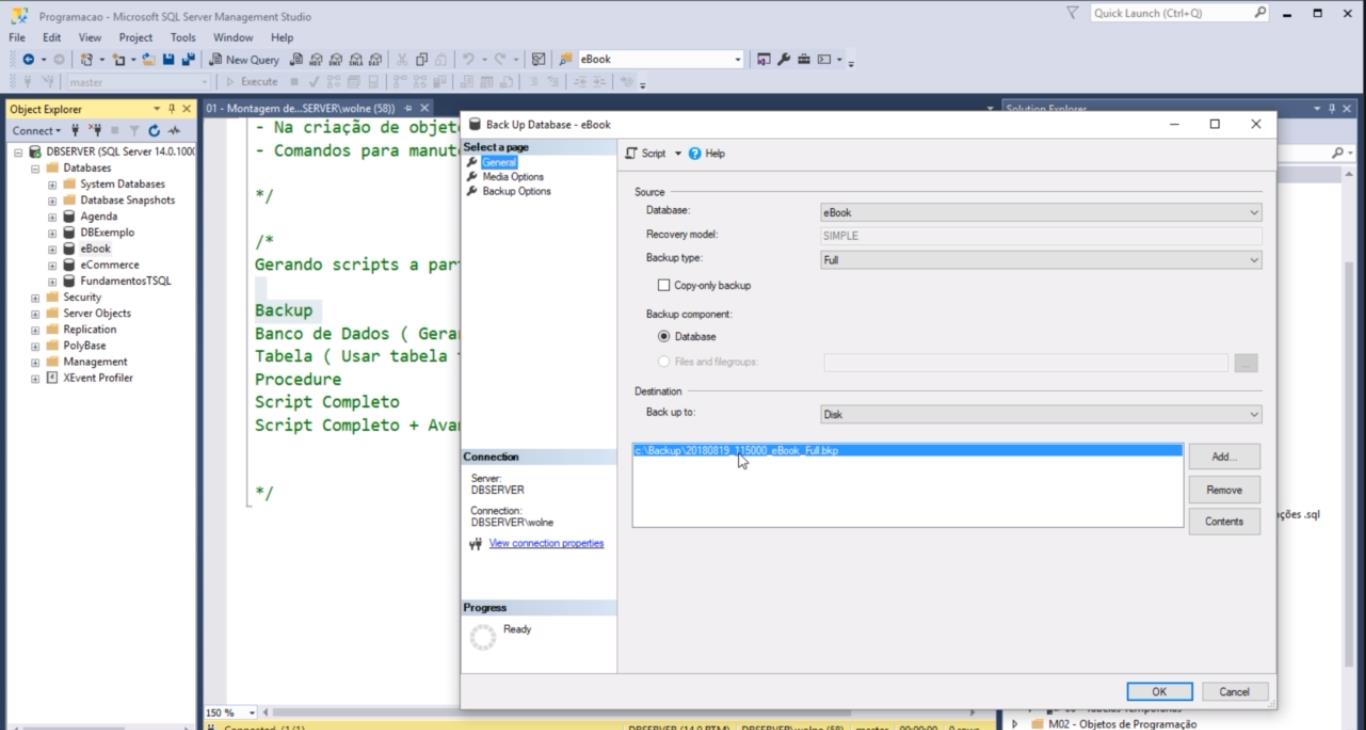 Programacao - Microsoft SQL Server Management Studio
Quick Launch (Ctrl+Q)
File Edit View Project Tools Window Help
New Query
eBook
master
Execute
Object Explorer
01 - Montagem de...SERVER\wolne (58))
Solution Explorer
Connect
DBSERVER (SQL Server 14.0.1000
Databases
System Databases
Database Snapshots
Agenda
DBExemplo
eBook
eCommerce
FundamentosTSQL
Security
Server Objects
Replication
PolyBase
Management
XEvent Profiler
- Na criação de objet
- Comandos para manut
*/
/*
Gerando scripts a par
Backup
Banco de Dados ( Gera
Tabela ( Usar tabela
Procedure
Script Completo
Script Completo + Ava
*/
150 %
Back Up Database - eBook
Select a page
General
Media Options
Backup Options
Script Help
Source
Database: eBook
Recovery model: SIMPLE
Backup type: Full
Copy-only backup
Backup component:
Database
Files and filegroups:
...
Destination
Back up to: Disk
c:\Backup\20180819_115000_eBook_Full.bkp
Add...
Remove
Contents
Connection
Server:
DBSERVER
Connection:
DBSERVER\wolne
View connection properties
Progress
Ready
OK Cancel
ções .sql
M02 - Objetos de Programação
Connected. (1/1)
DBSERVER (14.0 RTM) DBSERVER\wolne (58) master 00:00:00 0 rows